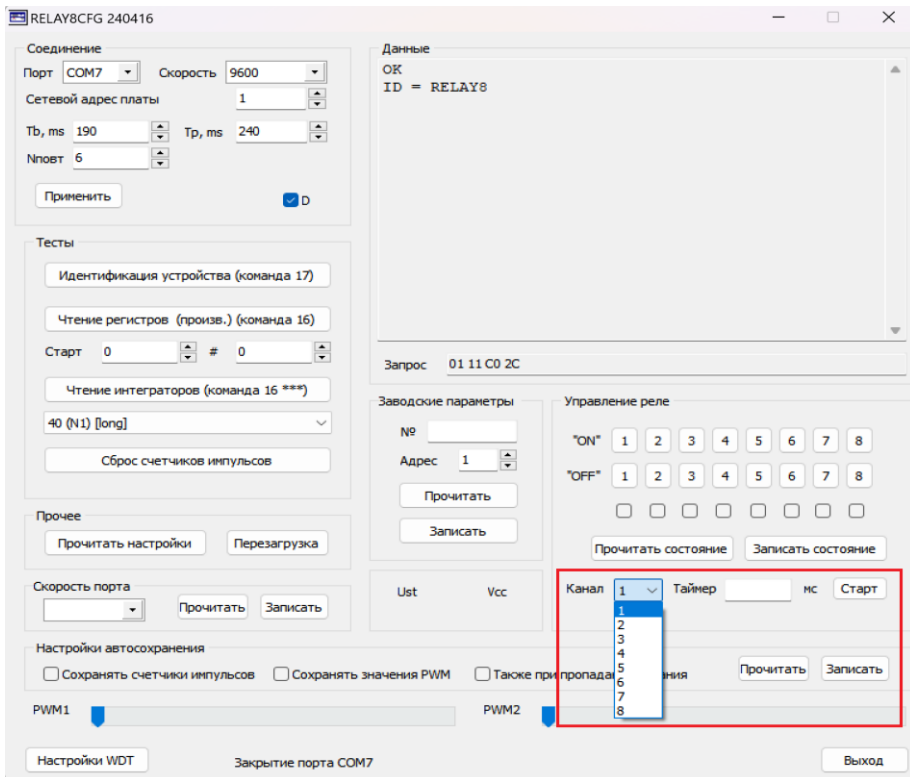 RELAY8CFG 240416
Соединение
Порт COM7 Скорость 9600
Сетевой адрес платы 1
Tb, ms 190 Tp, ms 240
Nповт 6
Применить D
Данные
OK
ID = RELAY8
Запрос 01 11 C0 2C
Тесты
Идентификация устройства (команда 17)
Чтение регистров (произв.) (команда 16)
Старт 0 # 0
Чтение интеграторов (команда 16 ***)
40 (N1) [long]
Сброс счетчиков импульсов
Заводские параметры
№
Адрес 1
Прочитать
Записать
Управление реле
"ON" 1 2 3 4 5 6 7 8
"OFF" 1 2 3 4 5 6 7 8
Прочитать состояние Записать состояние
Прочее
Прочитать настройки Перезагрузка
Скорость порта
Прочитать Записать
Ust Vcc
Канал 1 Таймер мс Старт
1
2
3
4
5
6
7
8
Настройки автосохранения
Сохранять счетчики импульсов Сохранять значения PWM Также при Прочитать Записать
PWM1 PWM2
Настройки WDT Закрытие порта COM7 Выход